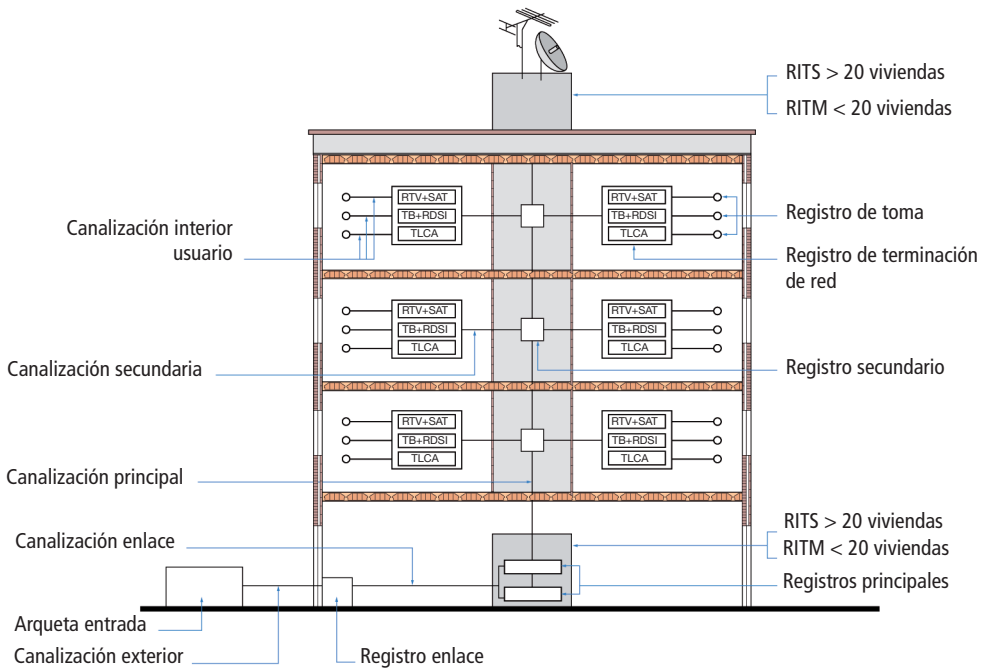 RITS > 20 viviendas
RITM < 20 viviendas
RTV+SAT
TB+RDSI
TLCA
RTV+SAT
TB+RDSI
TLCA
Canalización interior
usuario
Registro de toma
Registro de terminación
de red
RTV+SAT
TB+RDSI
TLCA
RTV+SAT
TB+RDSI
TLCA
Canalización secundaria
Registro secundario
RTV+SAT
TB+RDSI
TLCA
RTV+SAT
TB+RDSI
TLCA
Canalización principal
RITS > 20 viviendas
RITM < 20 viviendas
Canalización enlace
Registros principales
Arqueta entrada
Canalización exterior
Registro enlace